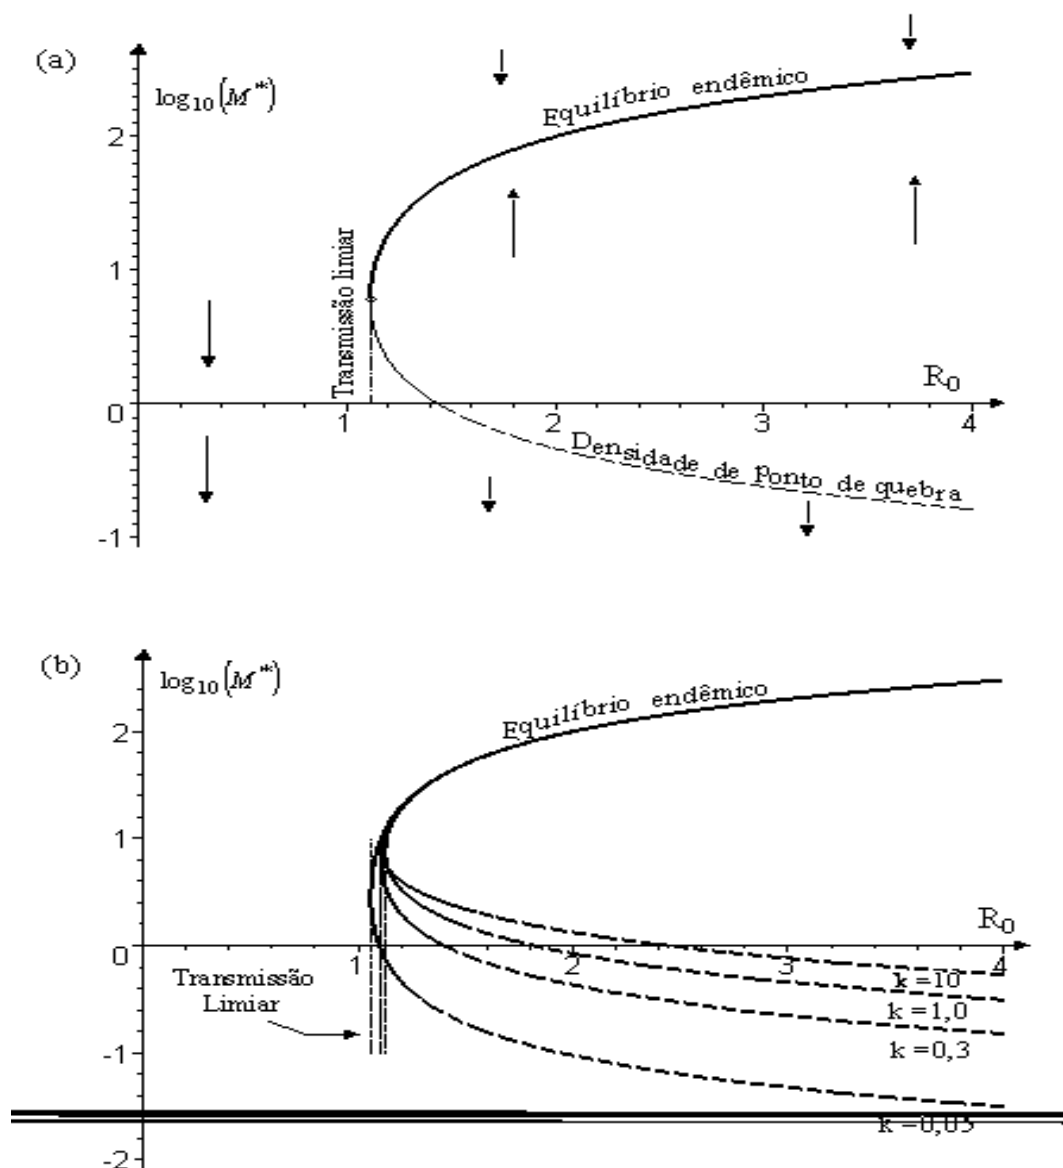 (a)
log10(M*)
Equilíbrio endêmico
2
1
Transmissão limiar
R0
0
1
2
3
4
Densidade de ponto de quebra
-1
(b)
log10(M*)
Equilíbrio endêmico
2
1
R0
0
1
2
3
4
Transmissão
Limiar
k =10
k =1,0
k =0,3
-1
k =0,05
-2